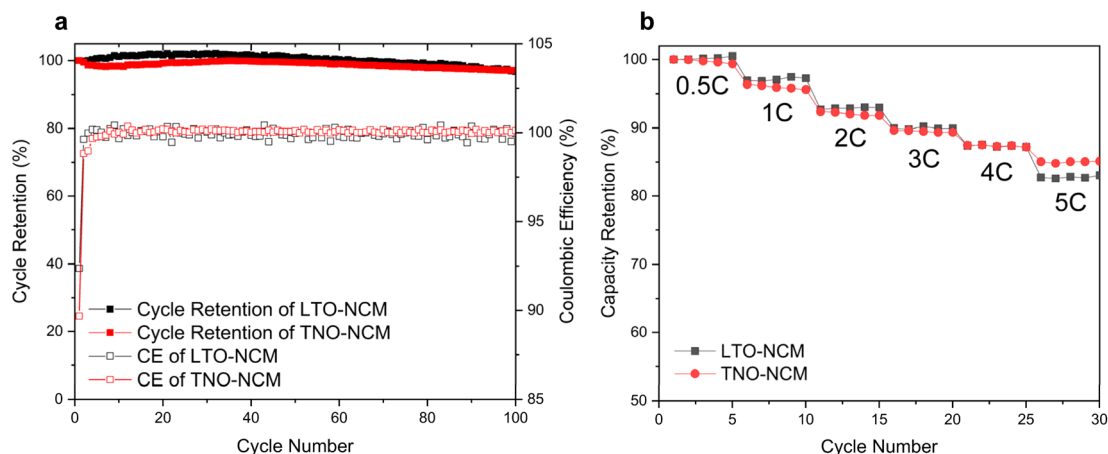 a
Cycle Retention (%)
100
80
60
40
20
0
0
20
40
60
80
100
Cycle Number
105
100
95
90
85
Coulombic Efficiency (%)
Cycle Retention of LTO-NCM
Cycle Retention of TNO-NCM
CE of LTO-NCM
CE of TNO-NCM
b
Capacity Retention (%)
100
90
80
70
60
50
0
5
10
15
20
25
30
Cycle Number
0.5C
1C
2C
3C
4C
5C
LTO-NCM
TNO-NCM